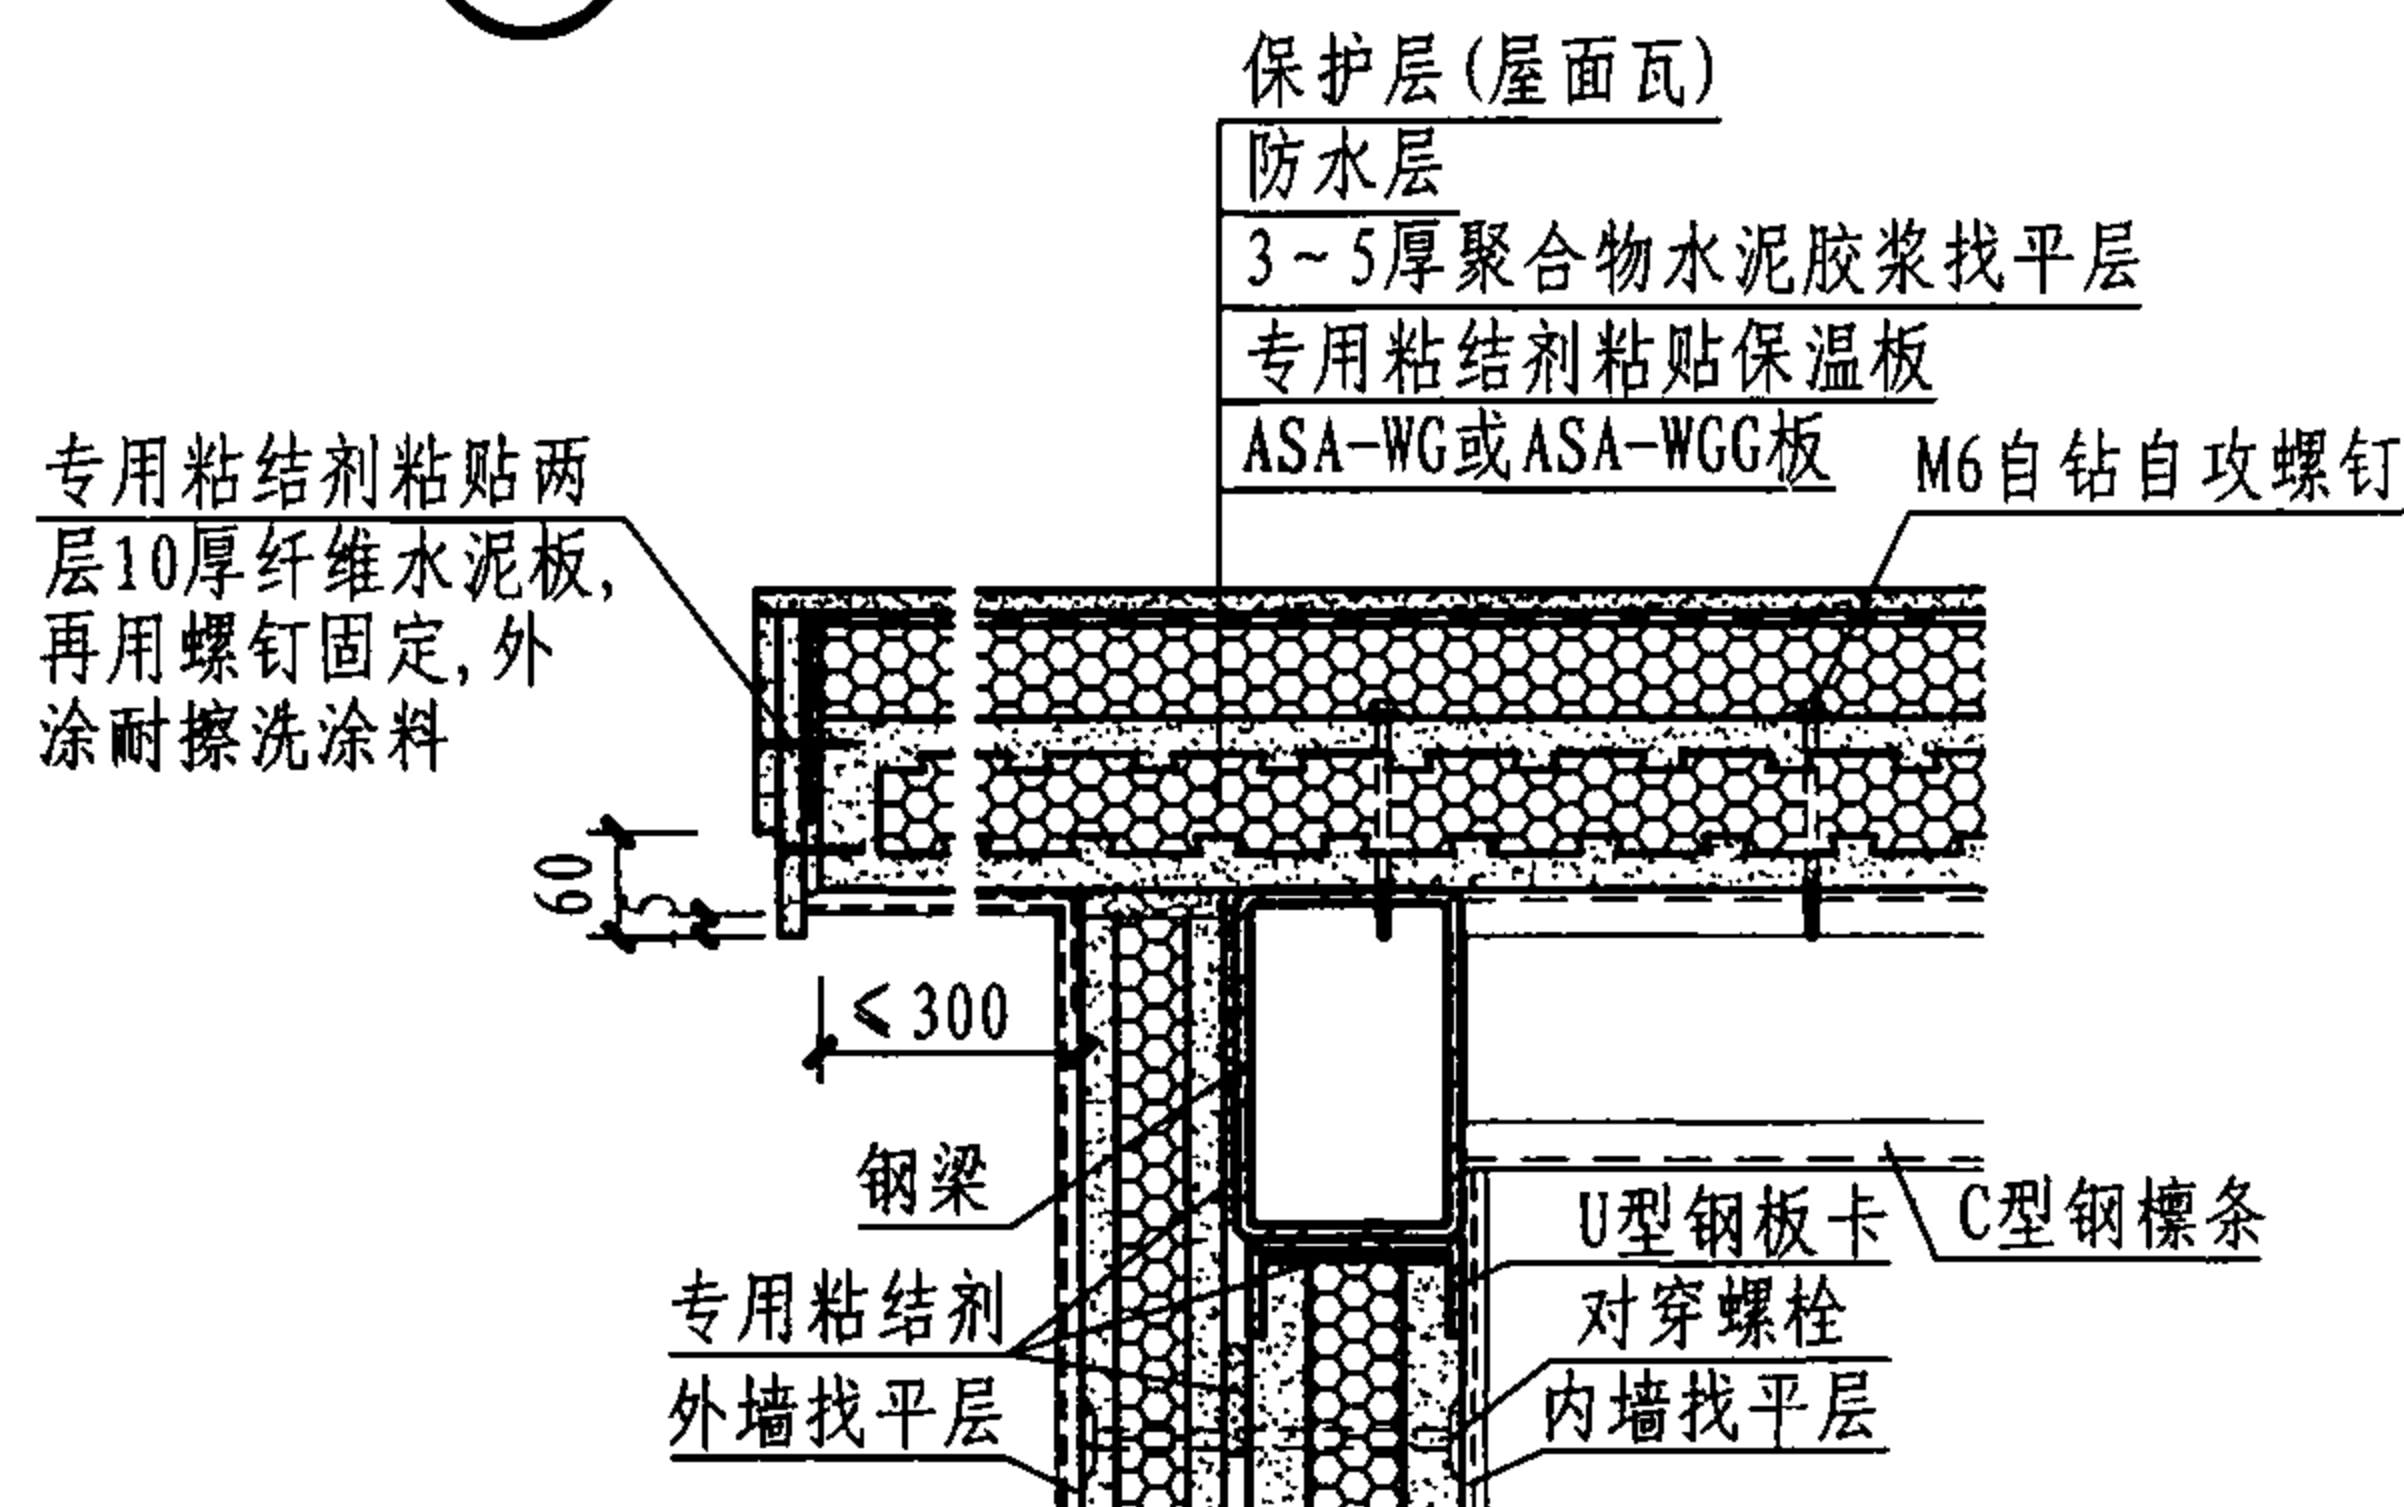 保护层(屋面瓦)
防水层
3~5厚聚合物水泥胶浆找平层
专用粘结剂粘贴保温板
ASA-WG或ASA-WGG板
M6自钻自攻螺钉
专用粘结剂粘贴两
层10厚纤维水泥板,
再用螺钉固定,外
涂耐擦洗涂料
60
15
≤300
钢梁
专用粘结剂
外墙找平层
U型钢板卡
C型钢檩条
对穿螺栓
内墙找平层